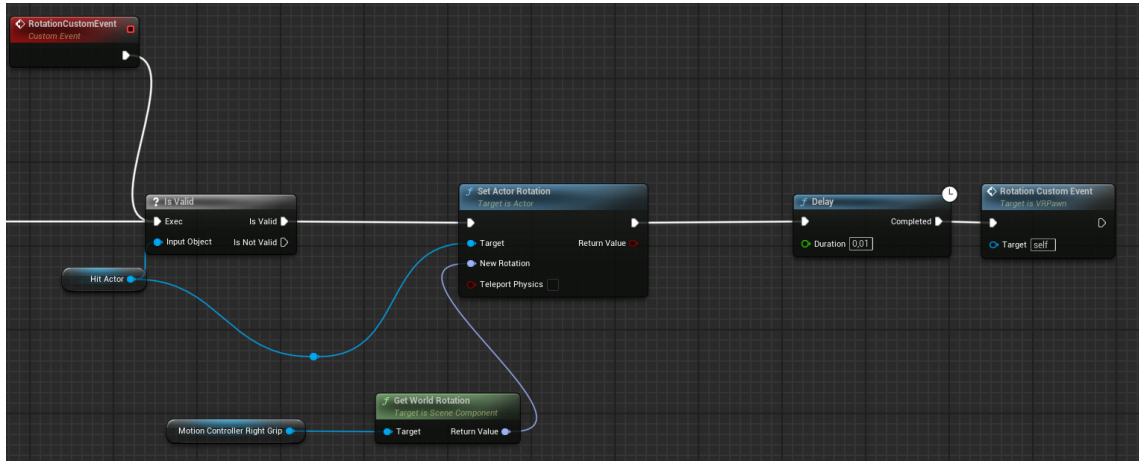 RotationCustomEvent
Custom Event
? Is Valid
Exec
Is Valid
Input Object
Is Not Valid
Hit Actor
f Set Actor Rotation
Target is Actor
Target
Return Value
New Rotation
Teleport Physics
f Delay
Completed
Duration 0,01
Rotation Custom Event
Target is VRPawn
Target self
f Get World Rotation
Target is Scene Component
Motion Controller Right Grip
Target
Return Value